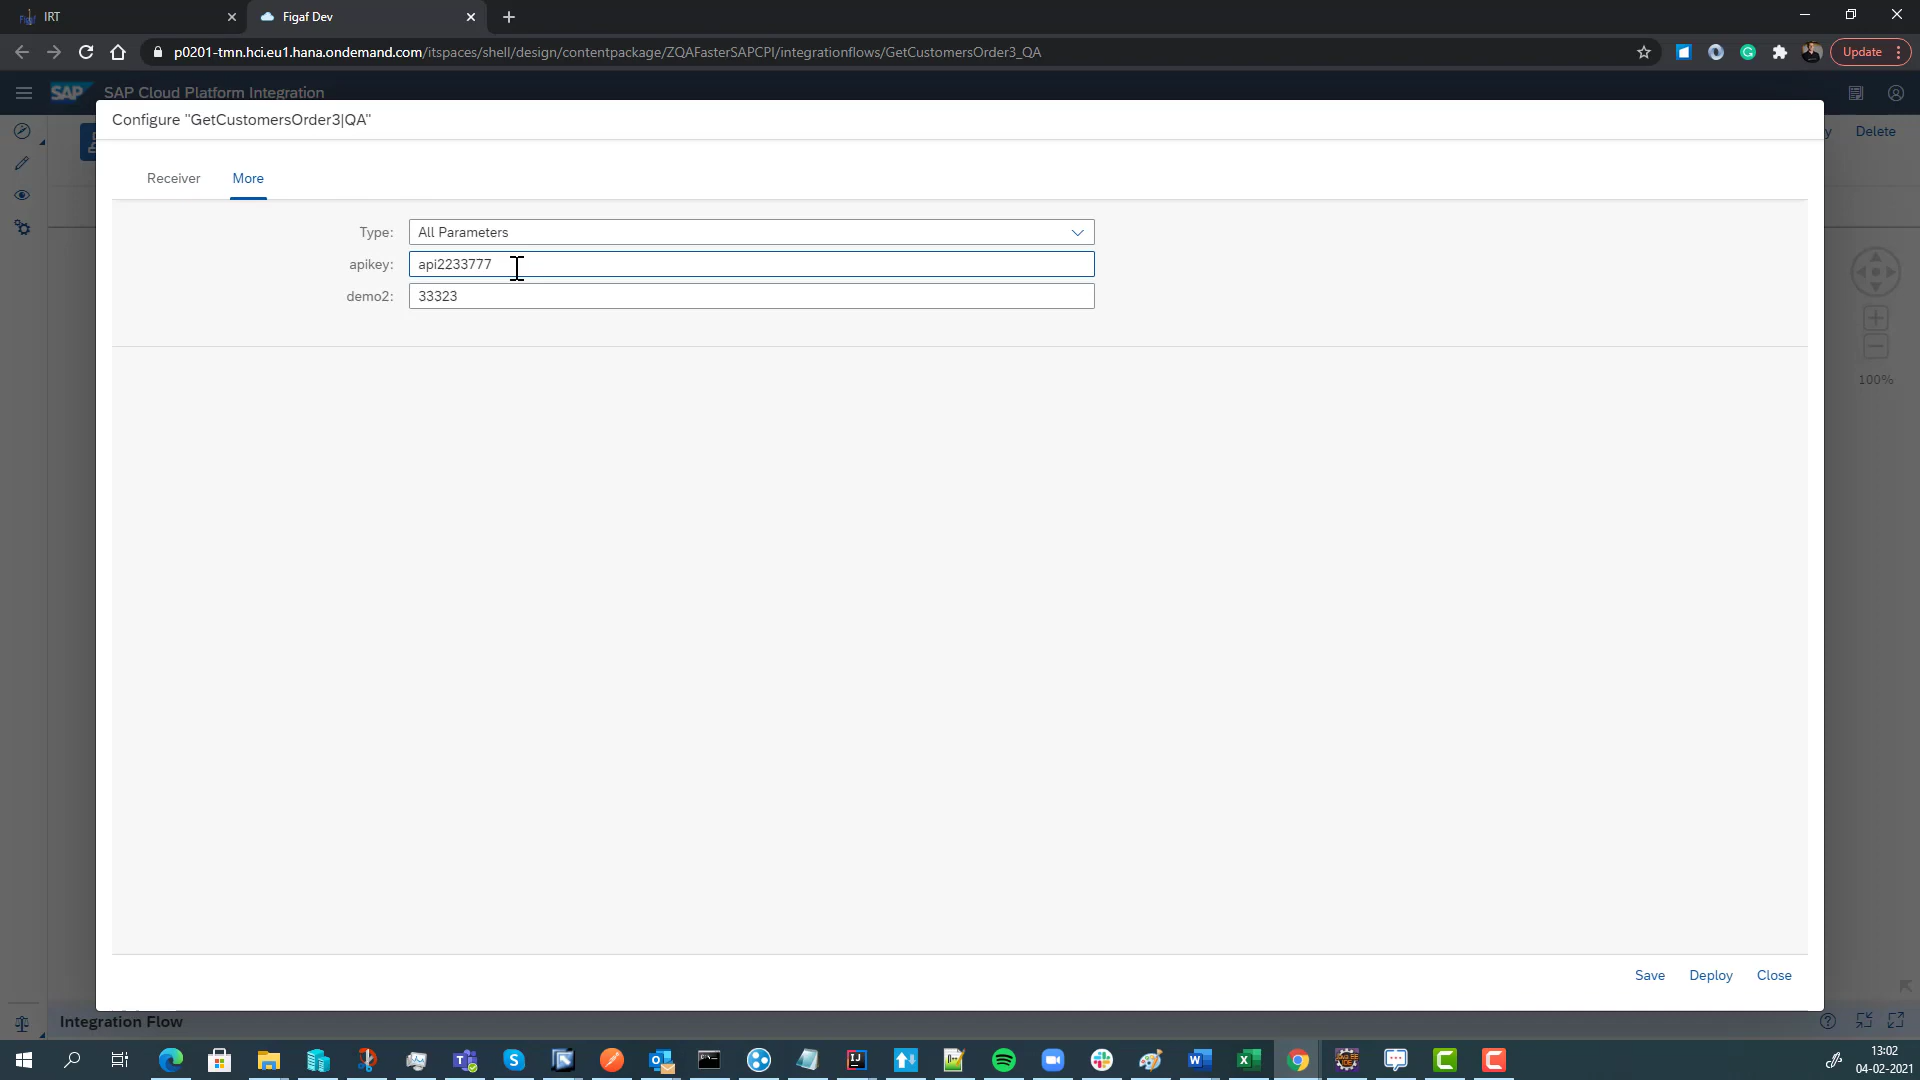 IRT
Figaf Dev
p0201-tmn.hci.eu1.hana.ondemand.com/itspaces/shell/design/contentpackage/ZQAFasterSAPCPI/integrationflows/GetCustomersOrder3_QA
Update
SAP
SAP Cloud Platform Integration
Configure "GetCustomersOrder3|QA"
Delete
Receiver
More
Type: All Parameters
apikey: api2233777
demo2: 33323
100%
Save
Deploy
Close
Integration Flow
13:02
04-02-2021